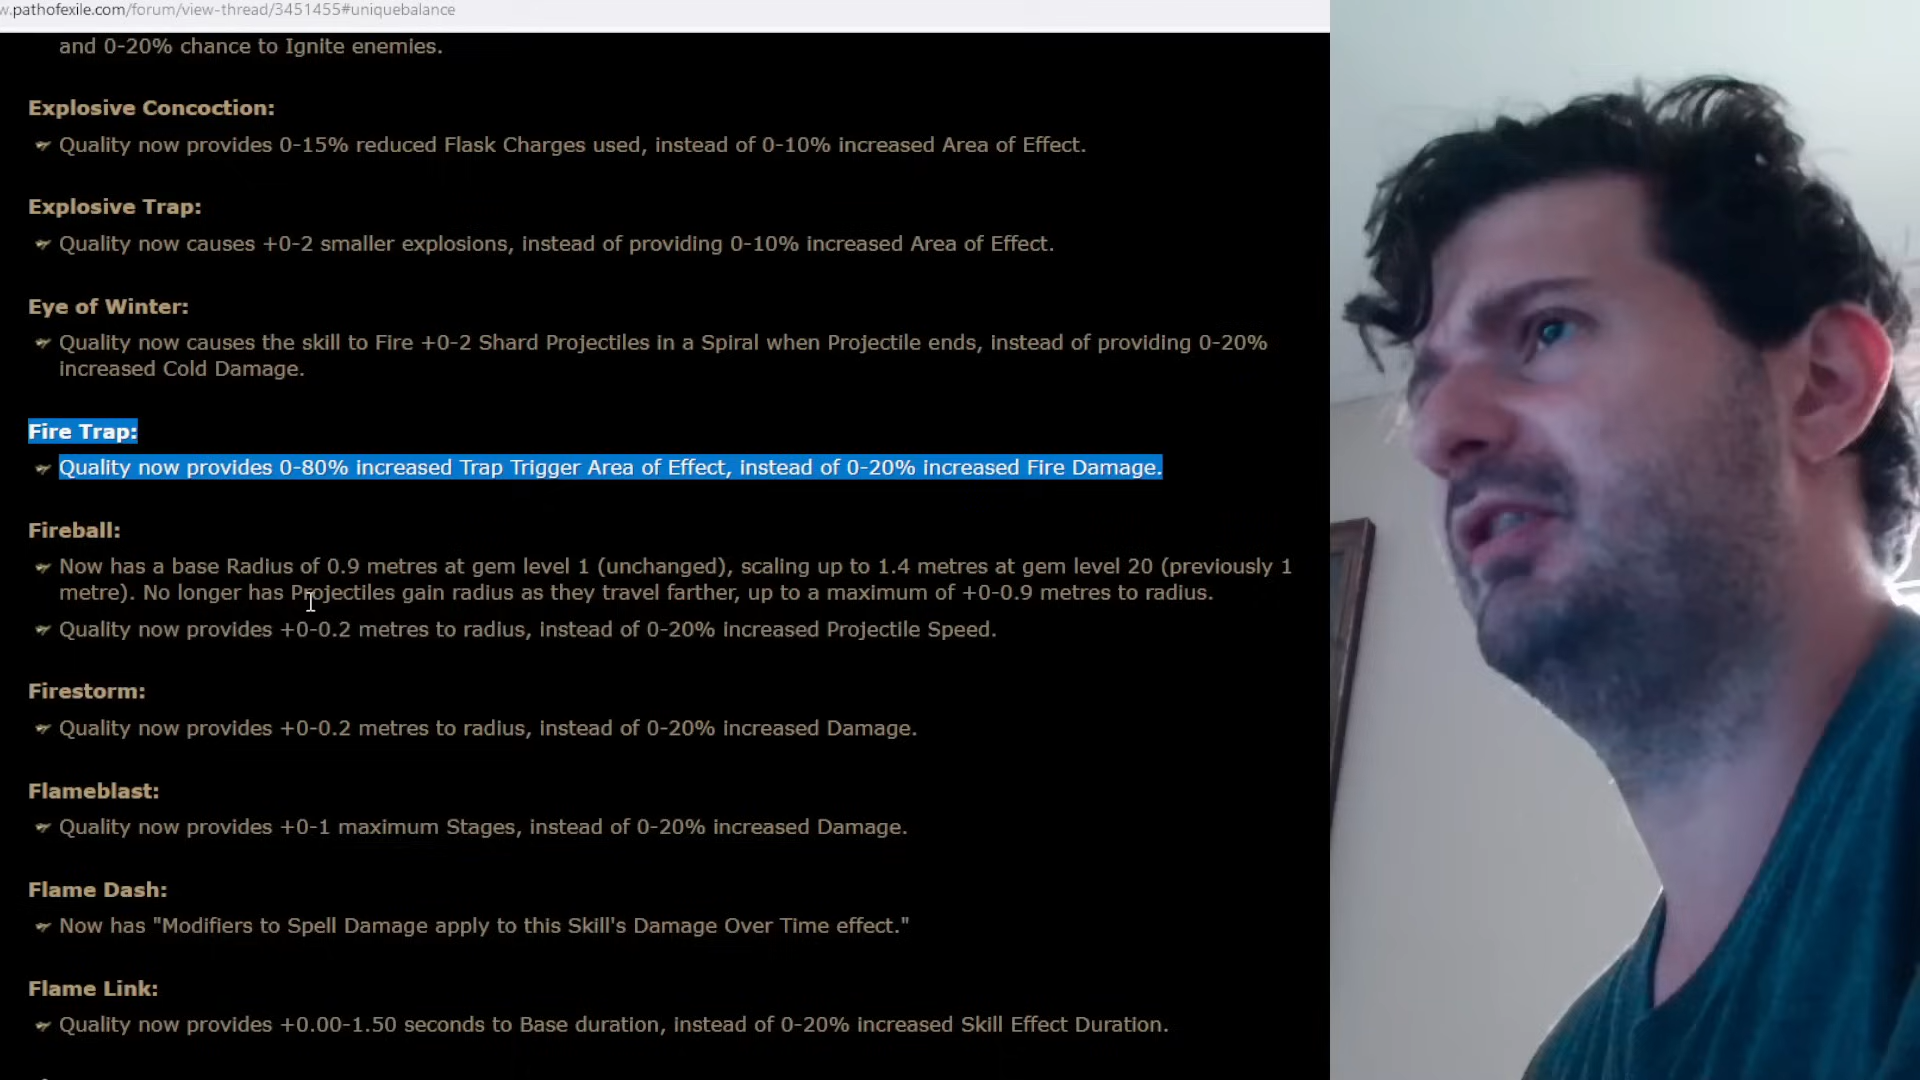 w.pathofexile.com/forum/view-thread/3451455#uniquebalance
and 0-20% chance to Ignite enemies.
Explosive Concoction:
Quality now provides 0-15% reduced Flask Charges used, instead of 0-10% increased Area of Effect.
Explosive Trap:
Quality now causes +0-2 smaller explosions, instead of providing 0-10% increased Area of Effect.
Eye of Winter:
Quality now causes the skill to Fire +0-2 Shard Projectiles in a Spiral when Projectile ends, instead of providing 0-20%
increased Cold Damage.
Fire Trap:
Quality now provides 0-80% increased Trap Trigger Area of Effect, instead of 0-20% increased Fire Damage.
Fireball:
Now has a base Radius of 0.9 metres at gem level 1 (unchanged), scaling up to 1.4 metres at gem level 20 (previously 1
metre). No longer has Projectiles gain radius as they travel farther, up to a maximum of +0-0.9 metres to radius.
Quality now provides +0-0.2 metres to radius, instead of 0-20% increased Projectile Speed.
Firestorm:
Quality now provides +0-0.2 metres to radius, instead of 0-20% increased Damage.
Flameblast:
Quality now provides +0-1 maximum Stages, instead of 0-20% increased Damage.
Flame Dash:
Now has "Modifiers to Spell Damage apply to this Skill's Damage Over Time effect."
Flame Link:
Quality now provides +0.00-1.50 seconds to Base duration, instead of 0-20% increased Skill Effect Duration.